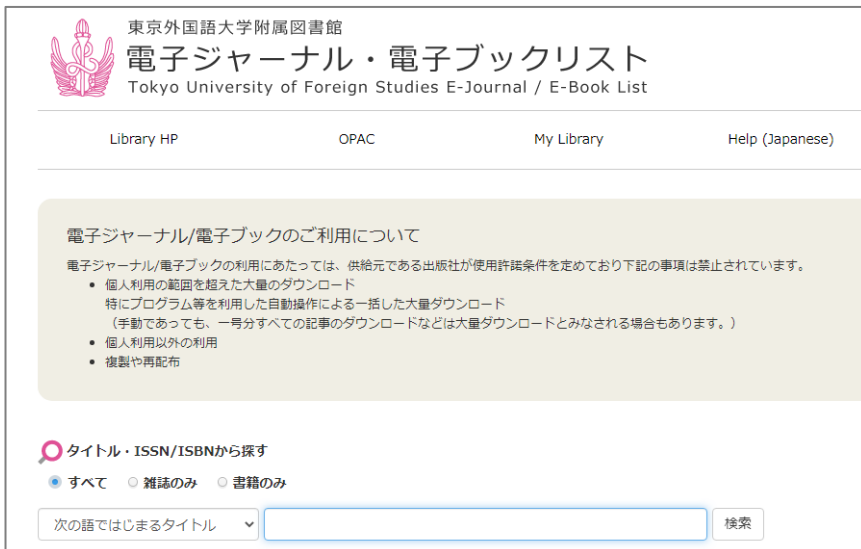 東京外国語大学附属図書館
電子ジャーナル・電子ブックリスト
Tokyo University of Foreign Studies E-Journal / E-Book List
Library HP OPAC My Library Help (Japanese)
電子ジャーナル/電子ブックのご利用について
電子ジャーナル/電子ブックの利用にあたっては、供給元である出版社が使用許諾条件を定めており下記の事項は禁止されています。
• 個人利用の範囲を超えた大量のダウンロード
特にプログラム等を利用した自動操作による一括した大量ダウンロード
（手動であっても、一号分すべての記事のダウンロードなどは大量ダウンロードとみなされる場合もあります。）
• 個人利用以外の利用
• 複製や再配布
タイトル・ISSN/ISBNから探す
すべて 雑誌のみ 書籍のみ
次の語ではじまるタイトル 検索